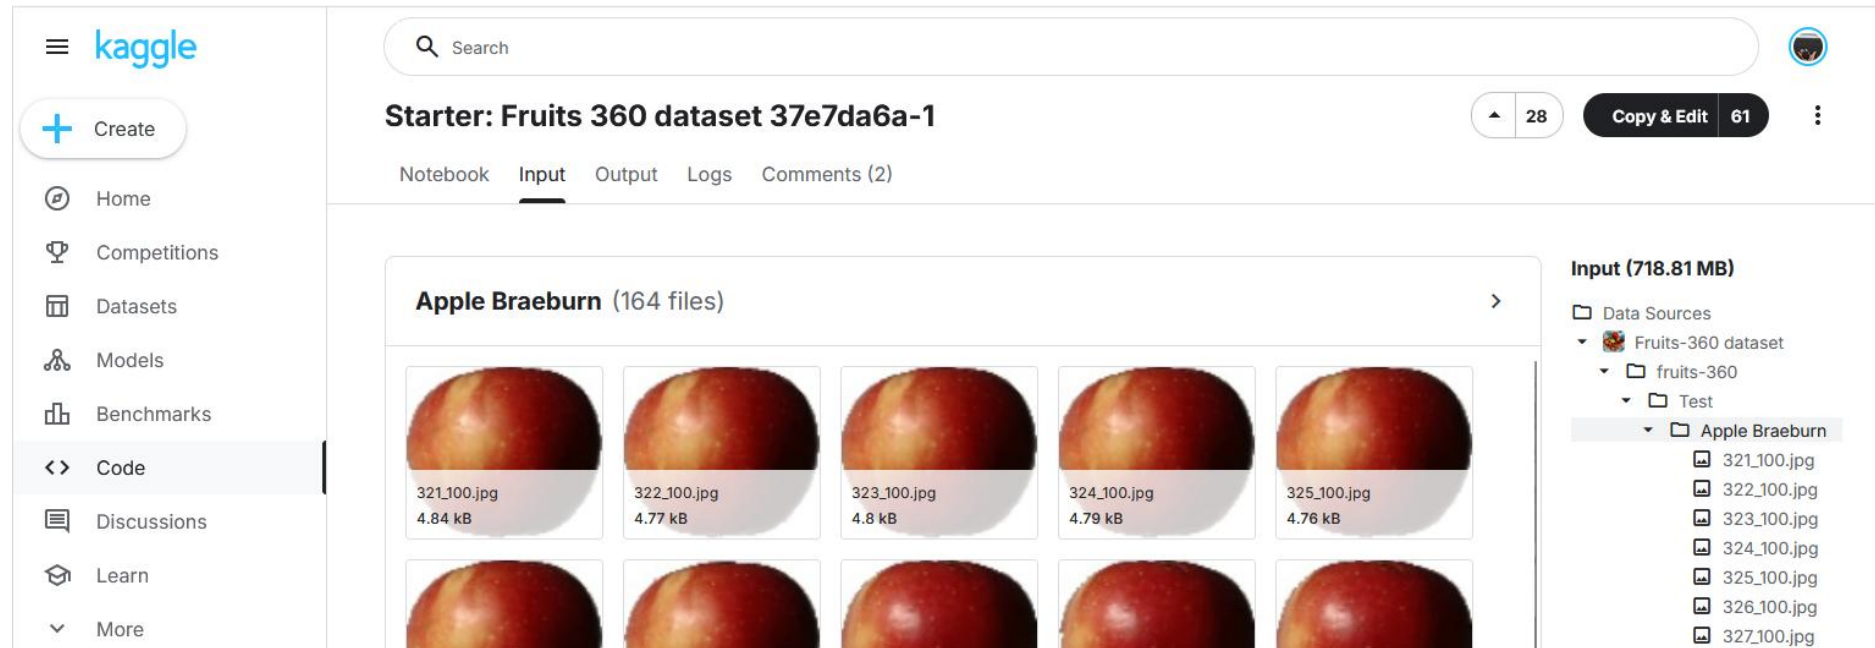 kaggle
Search
Create
Home
Competitions
Datasets
Models
Benchmarks
Code
Discussions
Learn
More
Starter: Fruits 360 dataset 37e7da6a-1
28
Copy & Edit 61
Notebook Input Output Logs Comments (2)
Apple Braeburn (164 files)
321_100.jpg
4.84 kB
322_100.jpg
4.77 kB
323_100.jpg
4.8 kB
324_100.jpg
4.79 kB
325_100.jpg
4.76 kB
Input (718.81 MB)
Data Sources
Fruits-360 dataset
fruits-360
Test
Apple Braeburn
321_100.jpg
322_100.jpg
323_100.jpg
324_100.jpg
325_100.jpg
326_100.jpg
327_100.jpg